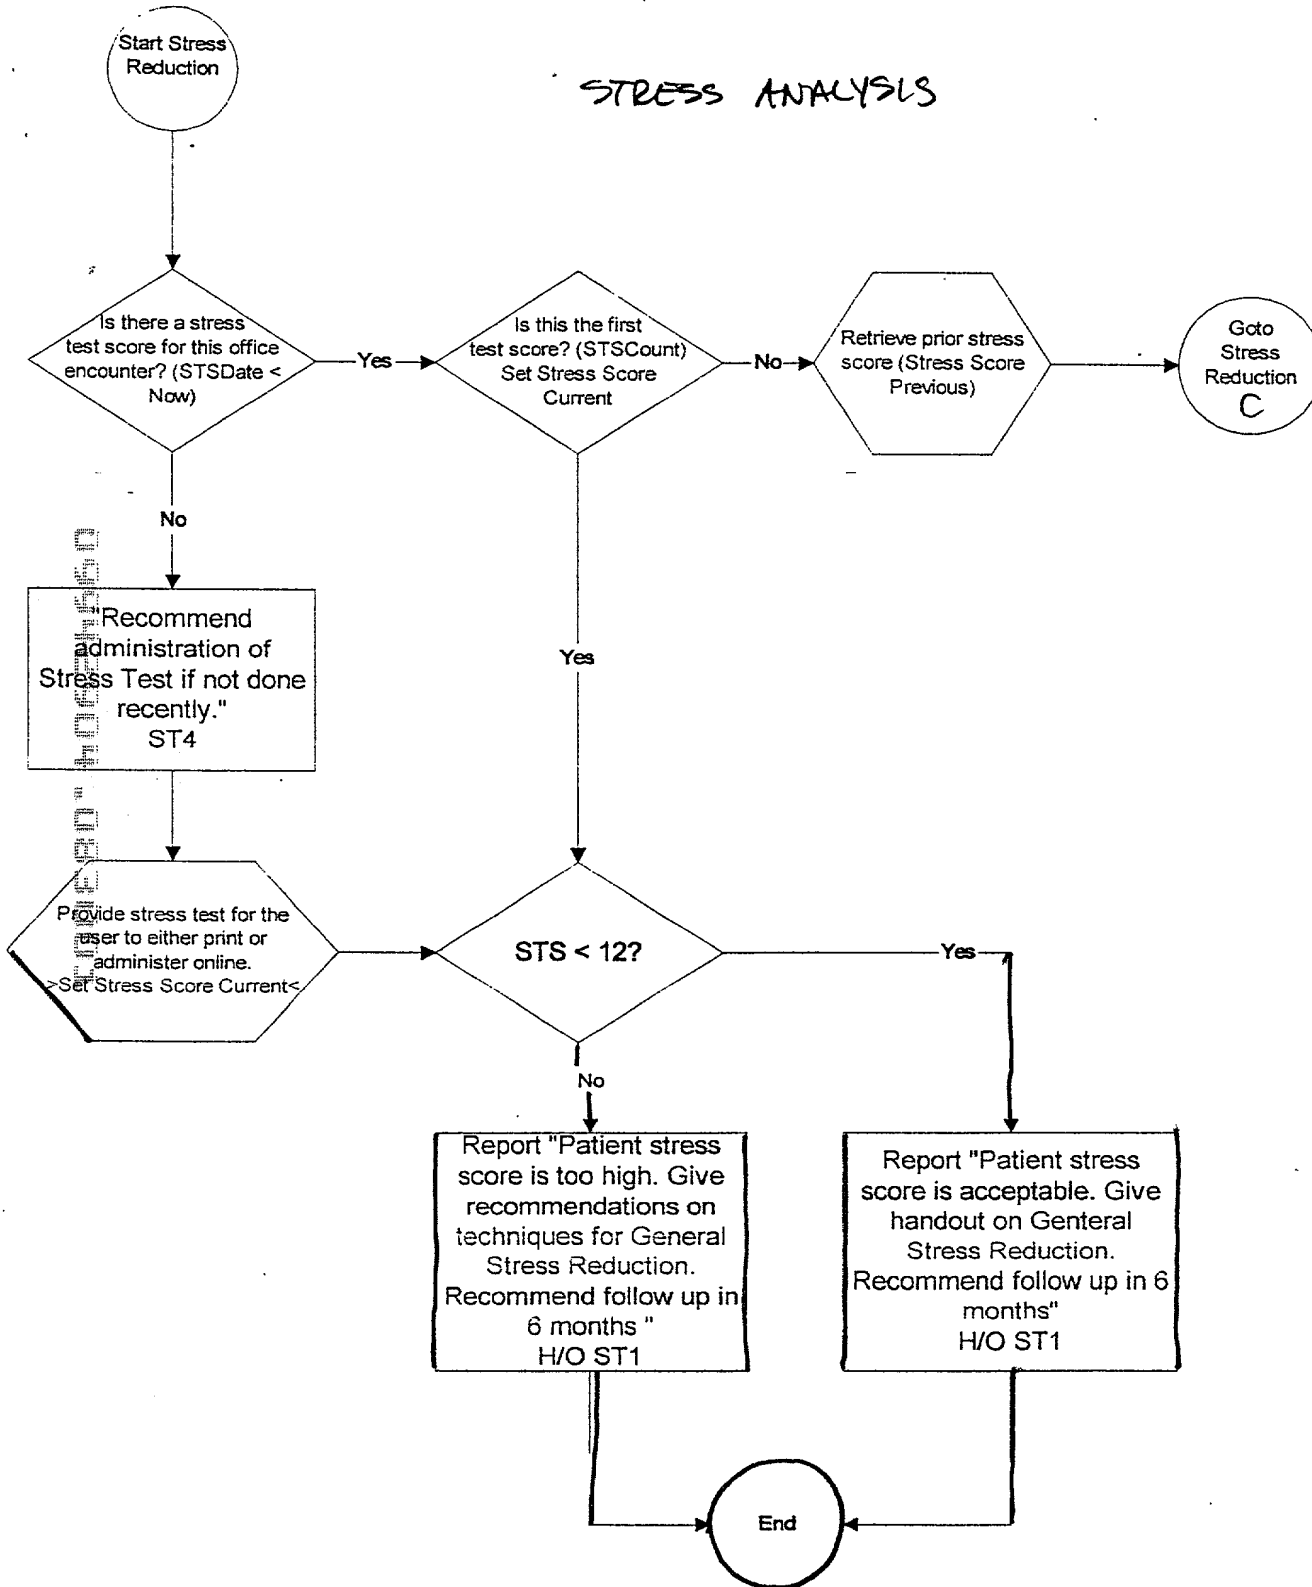 Start Stress
Reduction
STRESS ANALYSIS
Is there a stress
test score for this office
encounter? (STSDate <
Now)
Yes
Is this the first
test score? (STSCount)
Set Stress Score
Current
No
Retrieve prior stress
score (Stress Score
Previous)
Goto
Stress
Reduction
C
No
"Recommend
administration of
Stress Test if not done
recently."
ST4
Yes
Provide stress test for the
user to either print or
administer online.
>Set Stress Score Current<
STS < 12?
Yes
No
Report "Patient stress
score is too high. Give
recommendations on
techniques for General
Stress Reduction.
Recommend follow up in
6 months "
H/O ST1
Report "Patient stress
score is acceptable. Give
handout on Genteral
Stress Reduction.
Recommend follow up in 6
months"
H/O ST1
End